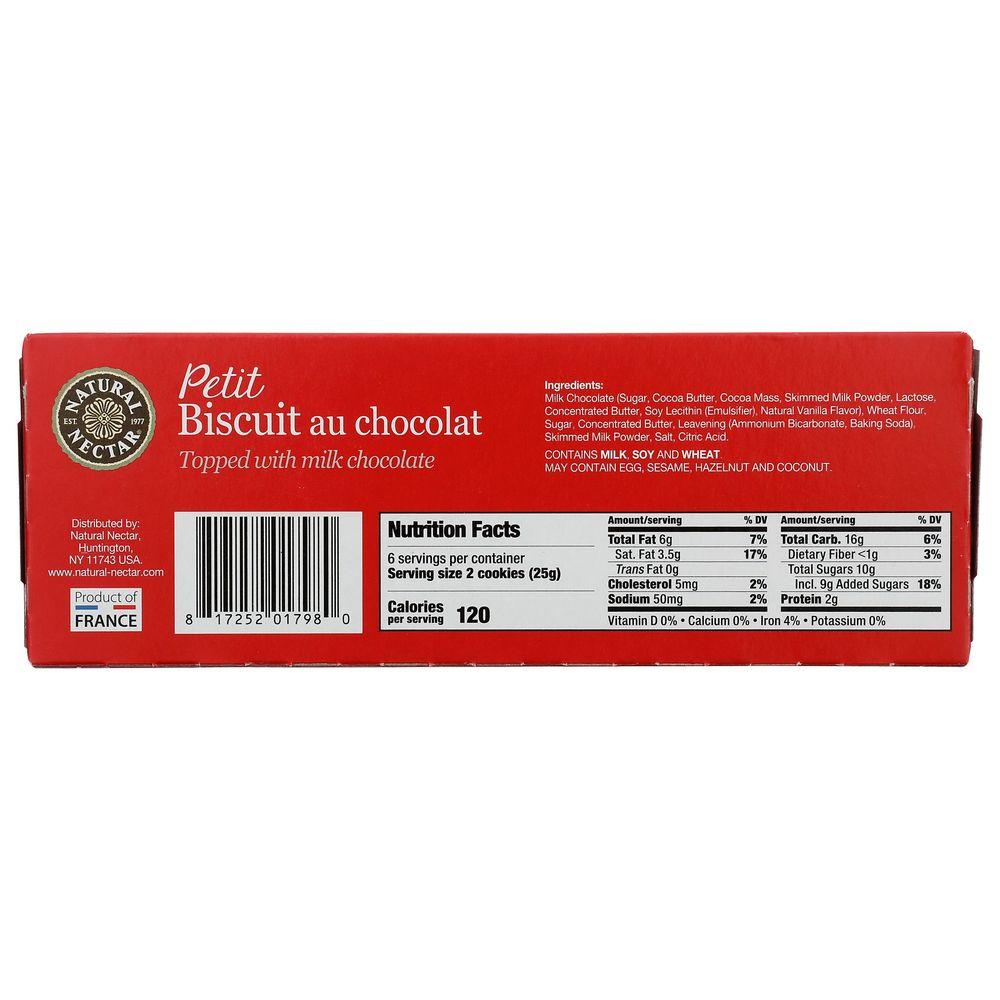 NATURAL
EST. 1977
NECTAR®
Petit
Biscuit au chocolat
Topped with milk chocolate
Ingredients:
Milk Chocolate (Sugar, Cocoa Butter, Cocoa Mass, Skimmed Milk Powder, Lactose,
Concentrated Butter, Soy Lecithin (Emulsifier), Natural Vanilla Flavor), Wheat Flour,
Sugar, Concentrated Butter, Leavening (Ammonium Bicarbonate, Baking Soda),
Skimmed Milk Powder, Salt, Citric Acid.
CONTAINS MILK, SOY AND WHEAT.
MAY CONTAIN EGG, SESAME, HAZELNUT AND COCONUT.
Distributed by:
Natural Nectar,
Huntington,
NY 11743 USA.
www.natural-nectar.com
Product of
FRANCE
8 17252 01798 0
Nutrition Facts
6 servings per container
Serving size 2 cookies (25g)
Calories
per serving 120
Amount/serving % DV
Total Fat 6g 7%
Sat. Fat 3.5g 17%
Trans Fat 0g
Cholesterol 5mg 2%
Sodium 50mg 2%
Amount/serving % DV
Total Carb. 16g 6%
Dietary Fiber <1g 3%
Total Sugars 10g
Incl. 9g Added Sugars 18%
Protein 2g
Vitamin D 0% • Calcium 0% • Iron 4% • Potassium 0%